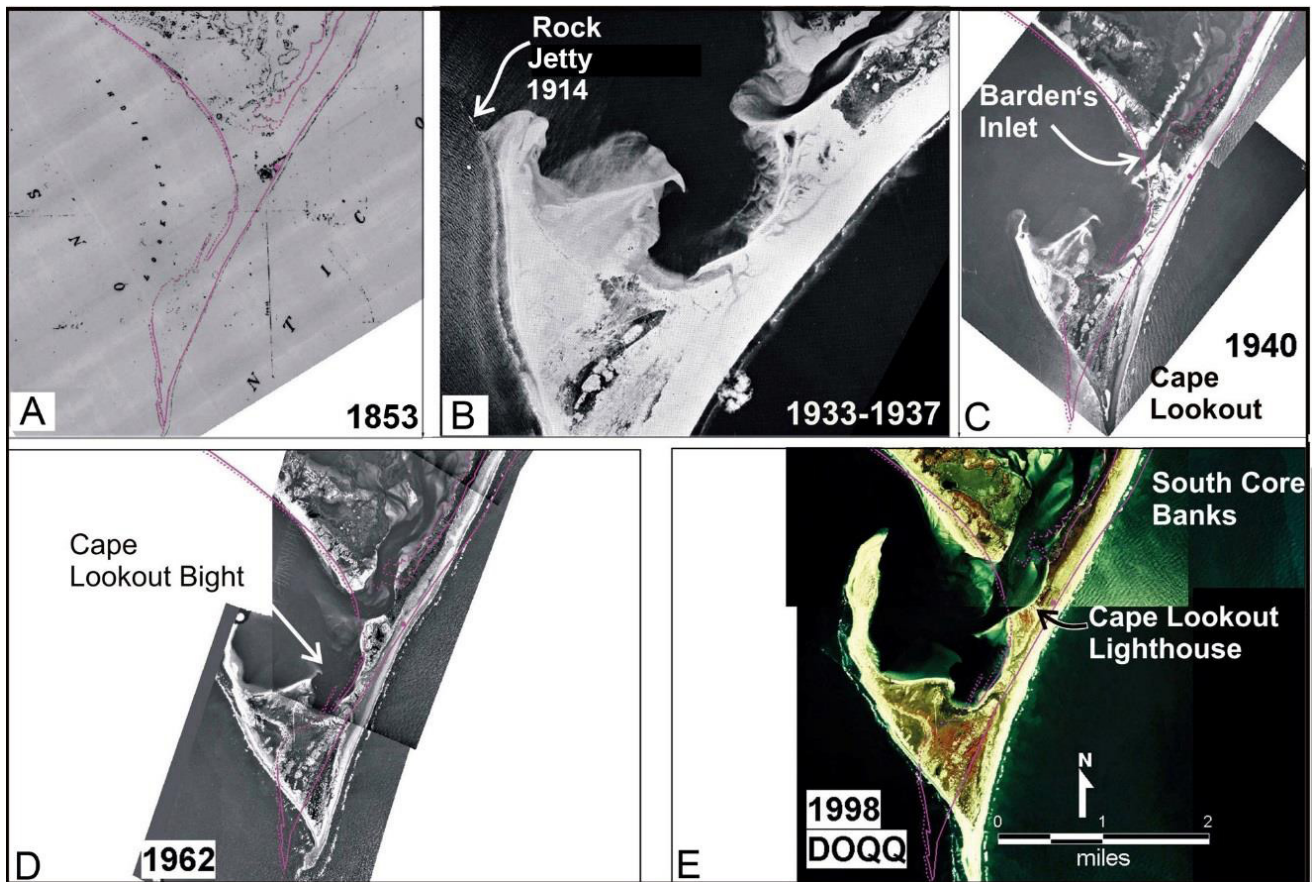 Rock
Jetty
1914
Barden‘s
Inlet
S
N
O
I
T
C
O
N
A
1853
B
1933-1937
C
1940
Cape
Lookout
Cape
Lookout Bight
D
1962
South Core
Banks
Cape Lookout
Lighthouse
N
0
1
2
miles
1998
DOQQ
E